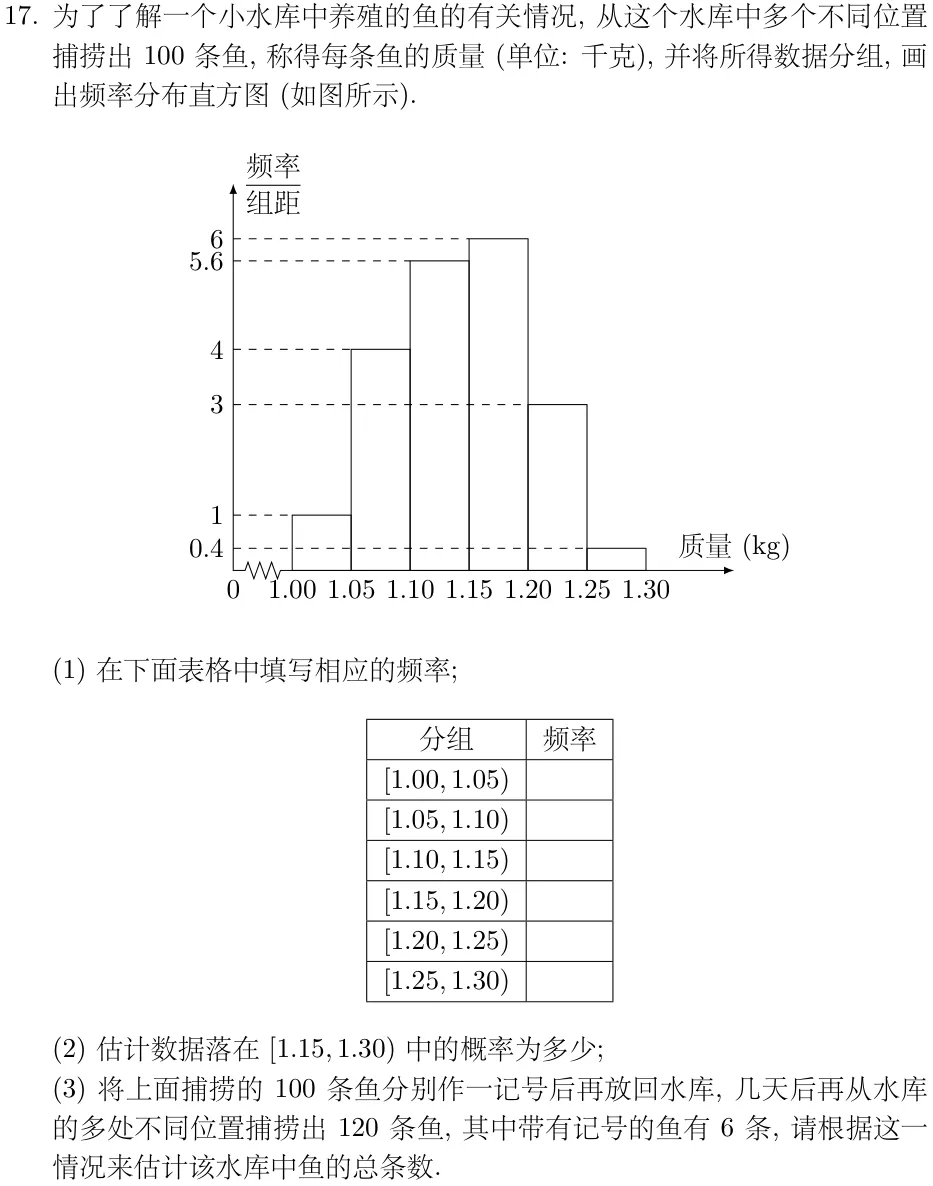 17. 为了了解一个小水库中养殖的鱼的有关情况, 从这个水库中多个不同位置
捕捞出 100 条鱼, 称得每条鱼的质量 (单位: 千克), 并将所得数据分组, 画
出频率分布直方图 (如图所示).
频率
组距
6
5.6
4
3
1
0.4
质量 (kg)
0 1.00 1.05 1.10 1.15 1.20 1.25 1.30
(1) 在下面表格中填写相应的频率;
分组 频率
[1.00, 1.05)
[1.05, 1.10)
[1.10, 1.15)
[1.15, 1.20)
[1.20, 1.25)
[1.25, 1.30)
(2) 估计数据落在 [1.15, 1.30) 中的概率为多少;
(3) 将上面捕捞的 100 条鱼分别作一记号后再放回水库, 几天后再从水库
的多处不同位置捕捞出 120 条鱼, 其中带有记号的鱼有 6 条, 请根据这一
情况来估计该水库中鱼的总条数.